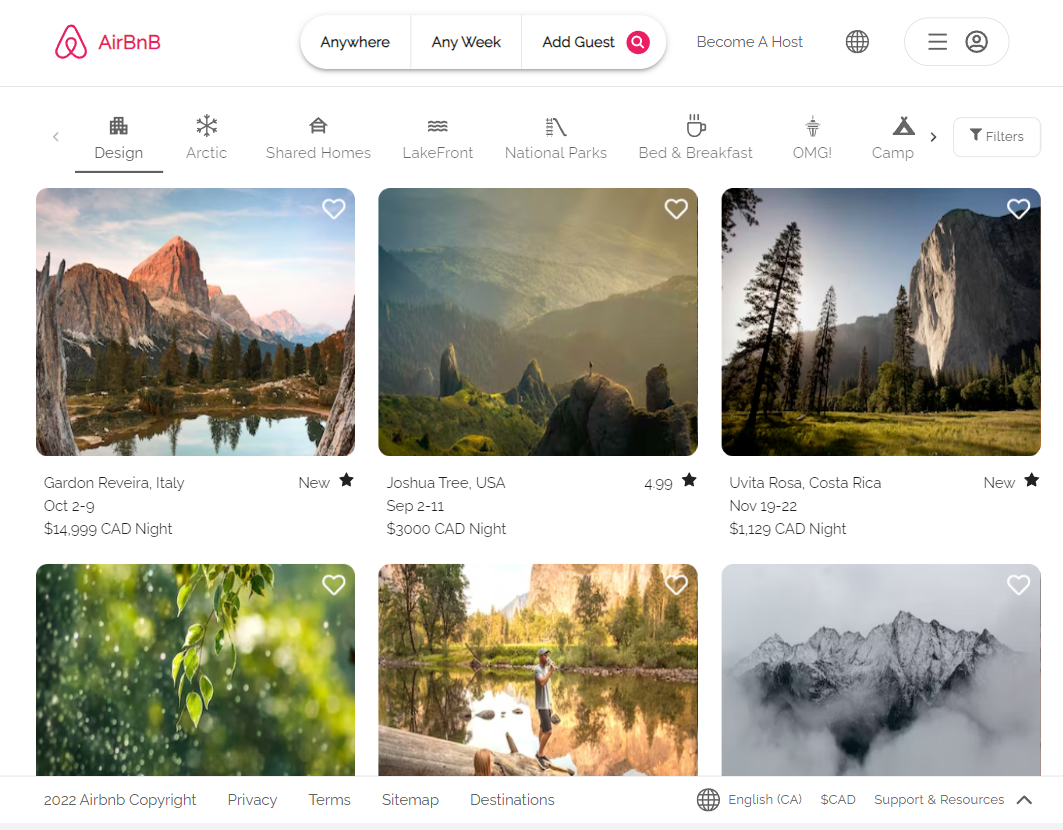 AirBnB
Anywhere
Any Week
Add Guest
Become A Host
Design
Arctic
Shared Homes
LakeFront
National Parks
Bed & Breakfast
OMG!
Camp
Filters
Gardon Reveira, Italy
New
Oct 2-9
$14,999 CAD Night
Joshua Tree, USA
4.99
Sep 2-11
$3000 CAD Night
Uvita Rosa, Costa Rica
New
Nov 19-22
$1,129 CAD Night
2022 Airbnb Copyright
Privacy
Terms
Sitemap
Destinations
English (CA)
$CAD
Support & Resources